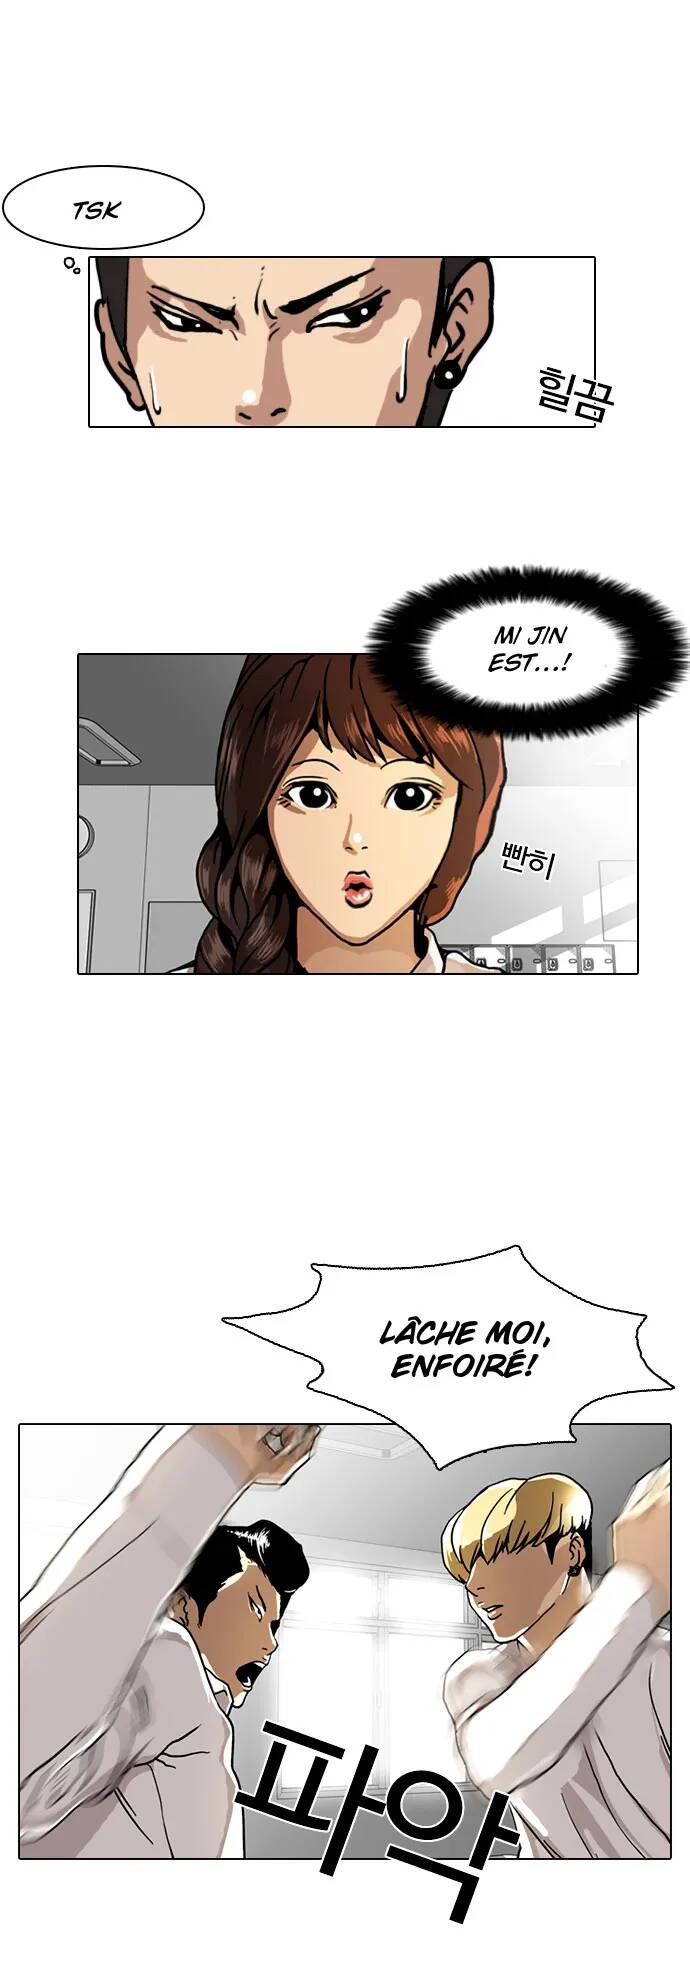 TSK
힐끔
MI JIN
EST...!
빤히
LÂCHE MOI,
ENFOIRÉ!
파악